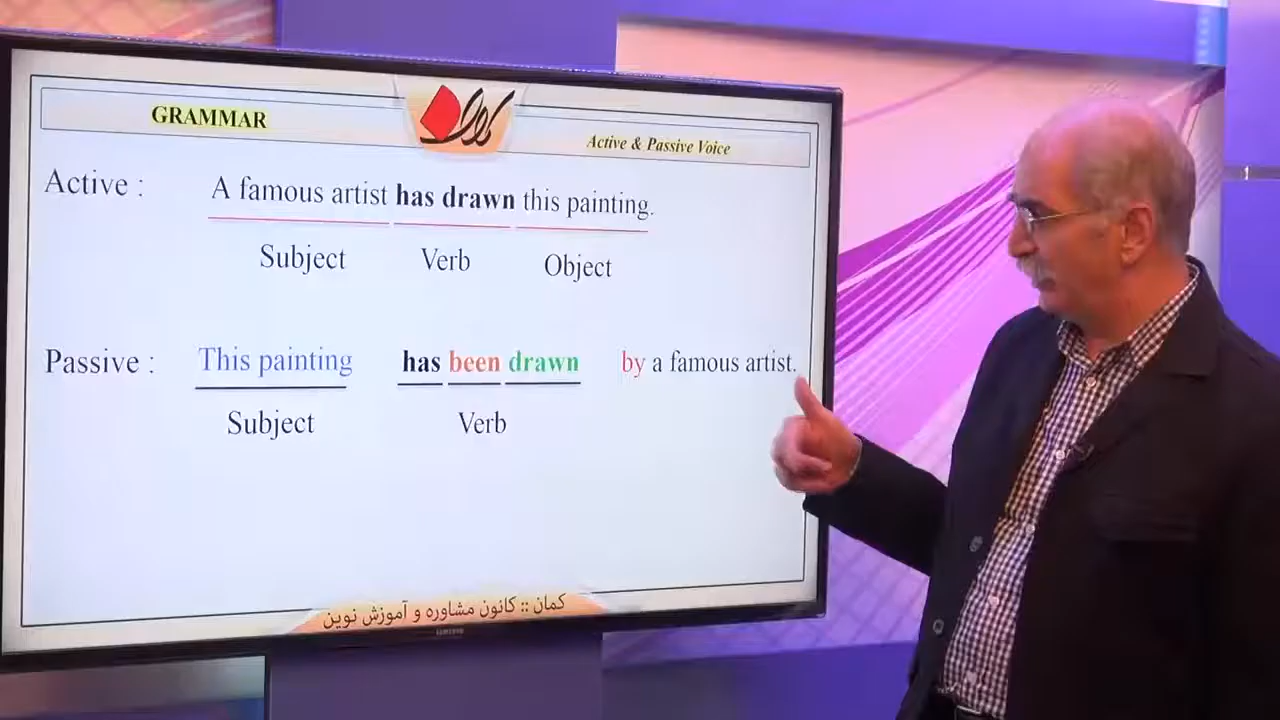 GRAMMAR
Active & Passive Voice
Active : A famous artist has drawn this painting.
Subject Verb Object
Passive : This painting has been drawn by a famous artist.
Subject Verb
کمان :: کانون مشاوره و آموزش نوین
SAMSUNG